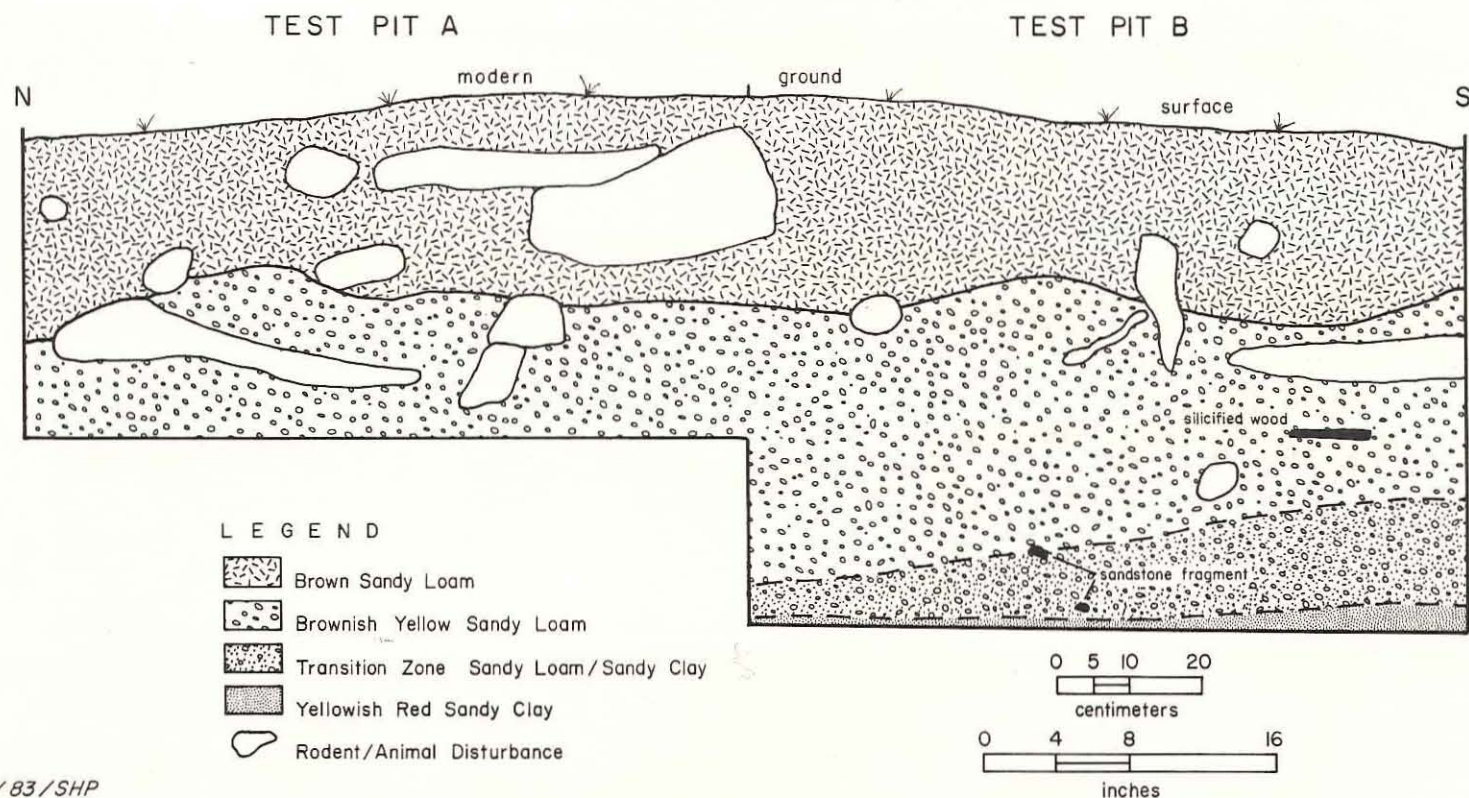 TEST PIT A
TEST PIT B
N
modern
ground
surface
S
silicified wood
sandstone fragment
LEGEND
Brown Sandy Loam
Brownish Yellow Sandy Loam
Transition Zone Sandy Loam/Sandy Clay
Yellowish Red Sandy Clay
Rodent/Animal Disturbance
0 5 10 20
centimeters
0 4 8 16
inches
/83/SHP